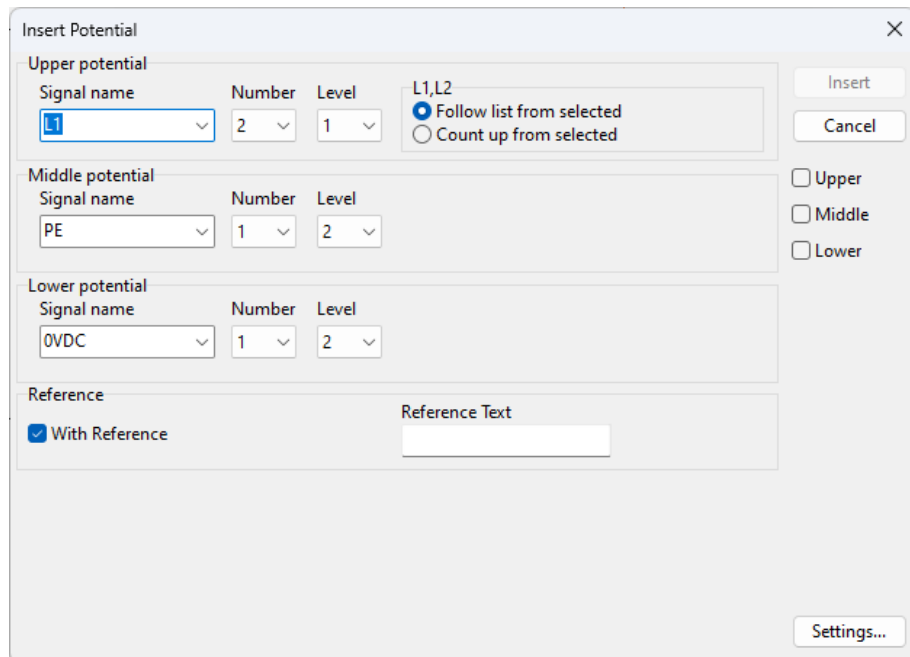 Insert Potential
Upper potential
Signal name Number Level L1,L2
L1 2 1 Follow list from selected
Count up from selected
Insert
Cancel
Middle potential
Signal name Number Level
PE 1 2
Upper
Middle
Lower
Lower potential
Signal name Number Level
0VDC 1 2
Reference
With Reference
Reference Text
Settings...